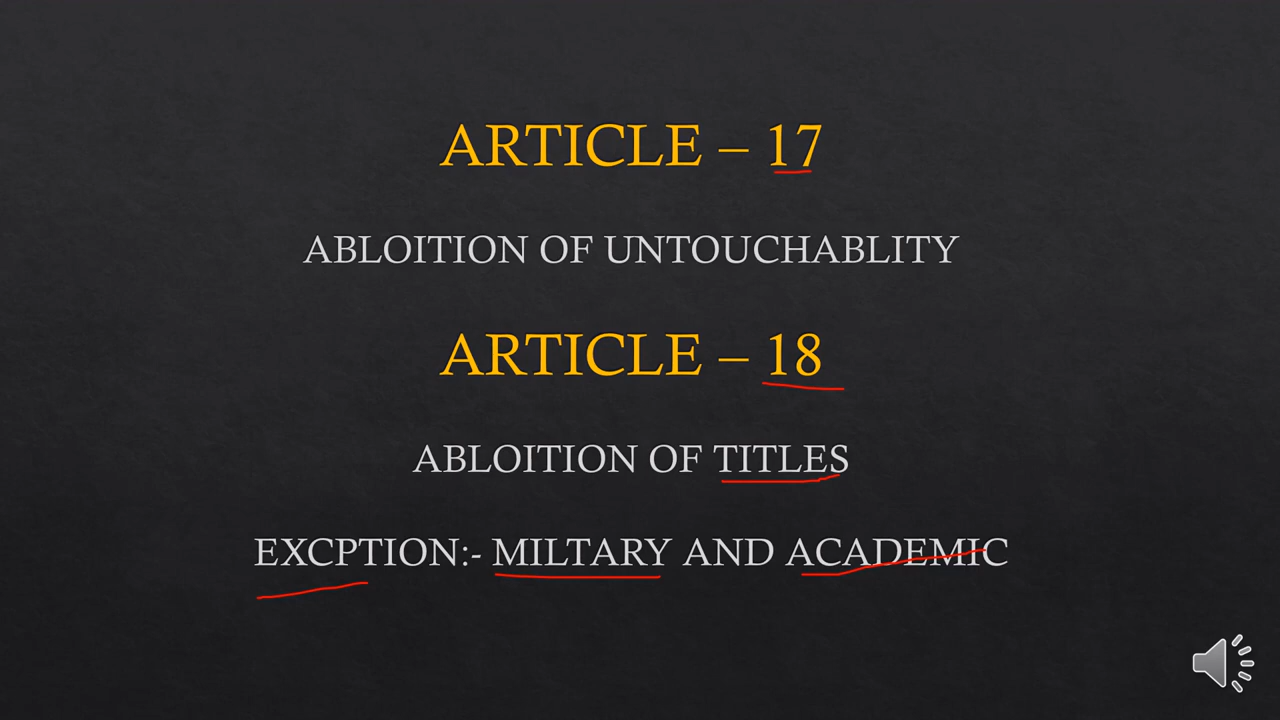 ARTICLE – 17
ABLOITION OF UNTOUCHABLITY
ARTICLE – 18
ABLOITION OF TITLES
EXCPTION:- MILTARY AND ACADEMIC